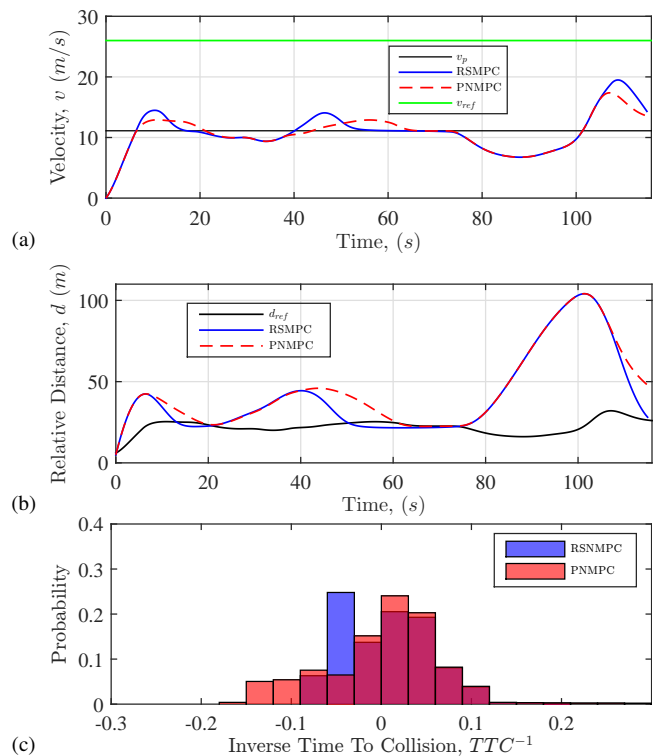 30
20
10
0
Velocity, v (m/s)
v_p
RSMPC
PNMPC
v_ref
0 20 40 60 80 100
Time, (s)
(a)
100
50
0
Relative Distance, d (m)
d_ref
RSMPC
PNMPC
0 20 40 60 80 100
Time, (s)
(b)
0.4
0.3
0.2
0.1
0
Probability
RSNMPC
PNMPC
-0.3 -0.1 0 0.1 0.2
Inverse Time To Collision, TTC^{-1}
(c)